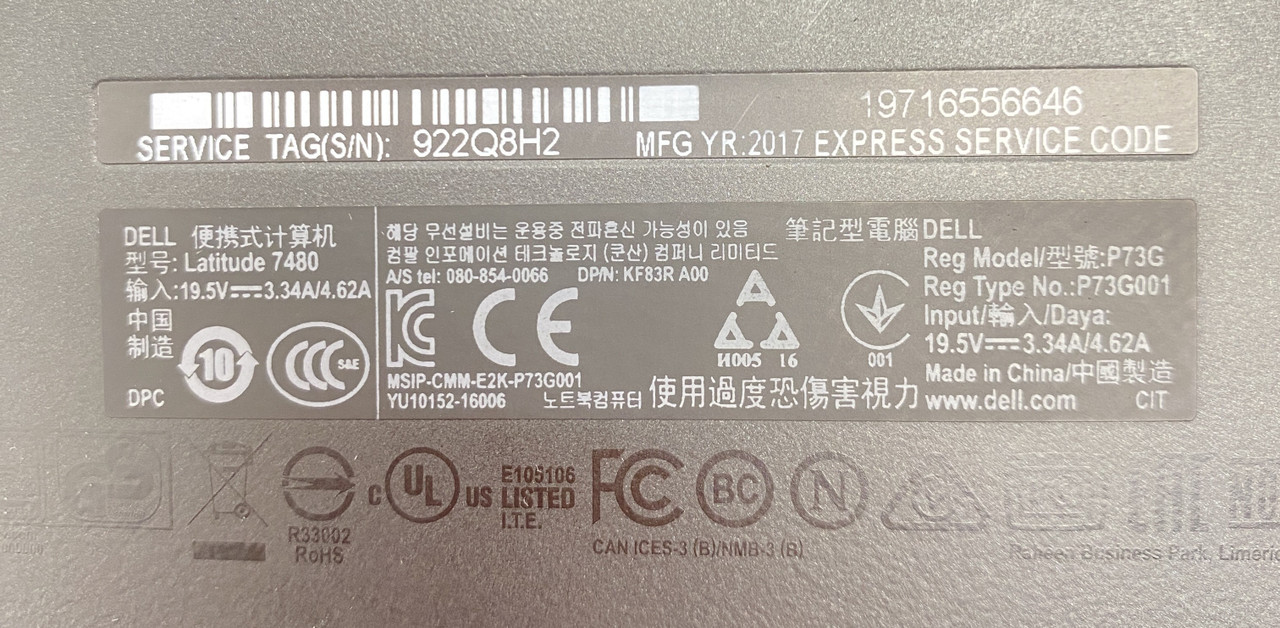 19716556646
SERVICE TAG(S/N): 922Q8H2 MFG YR:2017 EXPRESS SERVICE CODE
DELL 便携式计算机
型号: Latitude 7480
输入:19.5V⎓3.34A/4.62A
中国
制造
10
CCC S&E
DPC
해당 무선설비는 운용중 전파혼신 가능성이 있음
컴팔 인포메이션 테크놀로지 (쿤산) 컴퍼니 리미티드
A/S tel: 080-854-0066 DP/N: KF83R A00
CE
MSIP-CMM-E2K-P73G001
YU10152-16006 노트북컴퓨터
И005 16
001
筆記型電腦
使用過度恐傷害視力
DELL
Reg Model/型號:P73G
Reg Type No.:P73G001
Input/輸入/Daya:
19.5V⎓3.34A/4.62A
Made in China/中國製造
www.dell.com CIT
R33002
RoHS
c UL US
E105106
LISTED
I.T.E.
FC
BC
N
CAN ICES-3 (B)/NMB-3 (B)
Raheen Business Park, Limeric